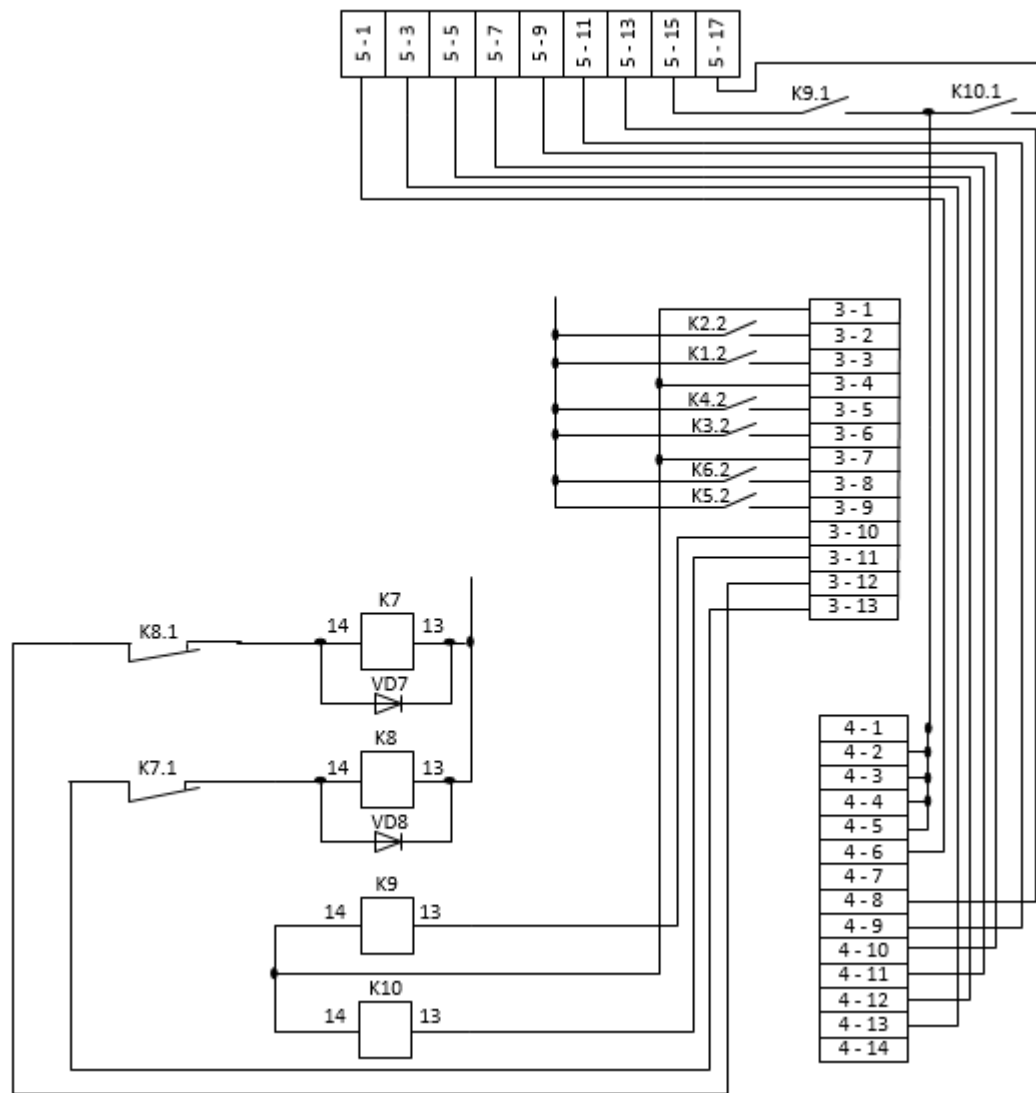 5 - 1
5 - 3
5 - 5
5 - 7
5 - 9
5 - 11
5 - 13
5 - 15
5 - 17
K9.1
K10.1
3 - 1
K2.2
3 - 2
K1.2
3 - 3
3 - 4
K4.2
3 - 5
K3.2
3 - 6
3 - 7
K6.2
3 - 8
K5.2
3 - 9
3 - 10
3 - 11
3 - 12
3 - 13
K7
K8.1
14
13
VD7
K8
K7.1
14
13
VD8
K9
14
13
K10
14
13
4 - 1
4 - 2
4 - 3
4 - 4
4 - 5
4 - 6
4 - 7
4 - 8
4 - 9
4 - 10
4 - 11
4 - 12
4 - 13
4 - 14